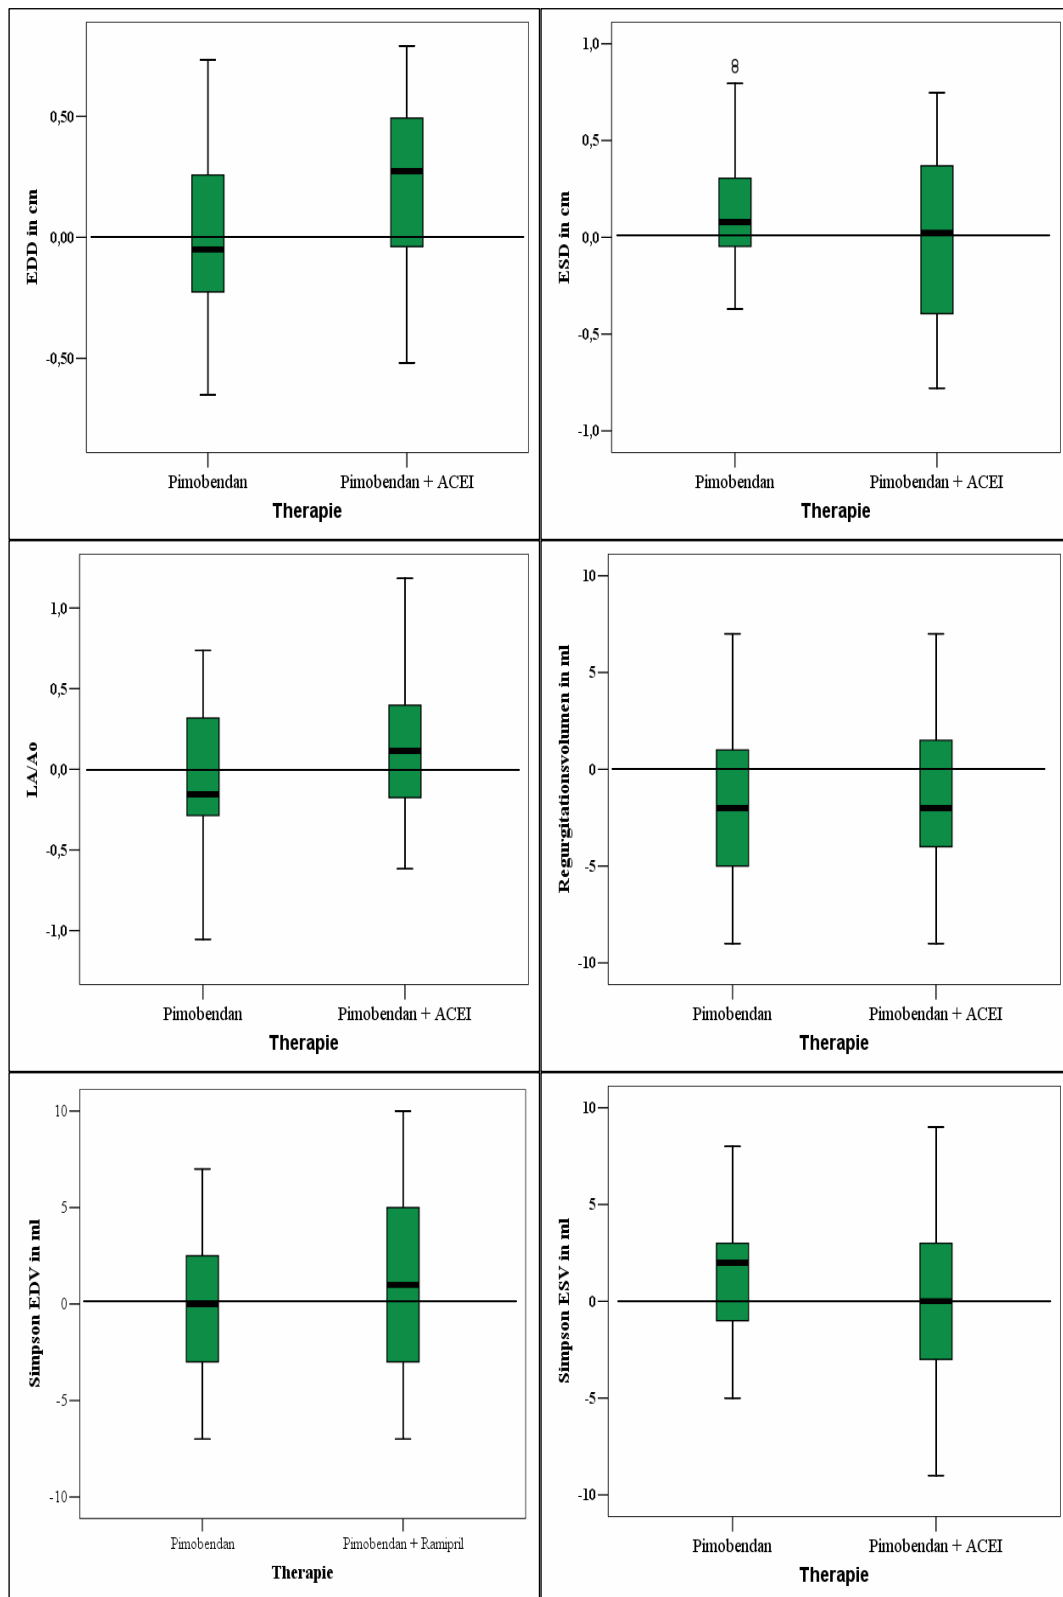 EDD in cm
0,50
0,00
-0,50
Pimobendan
Pimobendan + ACEI
Therapie
ESD in cm
1,0
0,5
0,0
-0,5
-1,0
8
Pimobendan
Pimobendan + ACEI
Therapie
LA/Ao
1,0
0,5
0,0
-0,5
-1,0
Pimobendan
Pimobendan + ACEI
Therapie
Regurgitationsvolumen in ml
10
5
0
-5
-10
Pimobendan
Pimobendan + ACEI
Therapie
Simpson EDV in ml
10
5
0
-5
-10
Pimobendan
Pimobendan + Ramipril
Therapie
Simpson ESV in ml
10
5
0
-5
-10
Pimobendan
Pimobendan + ACEI
Therapie